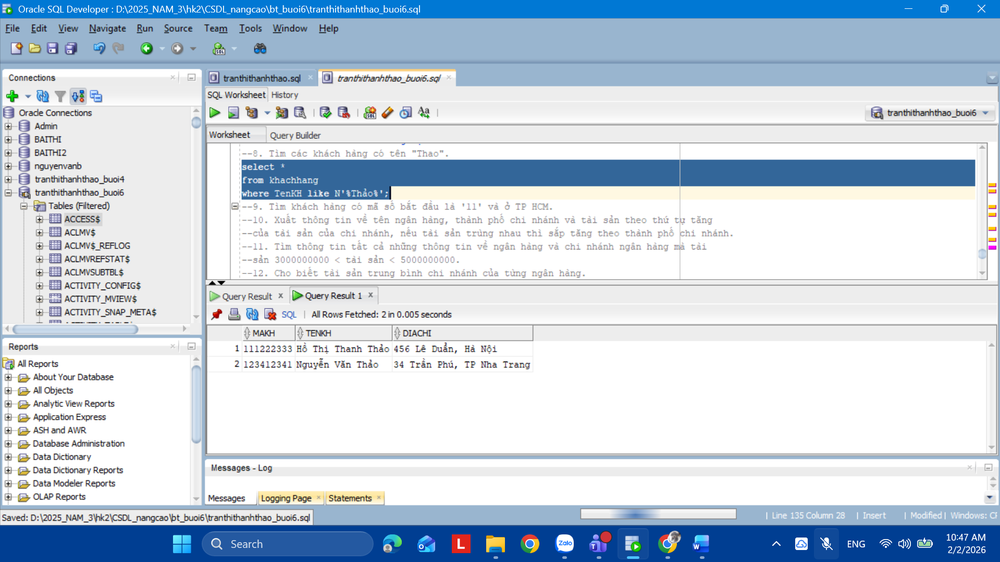 Oracle SQL Developer : D:\2025_NAM_3\hk2\CSDL_nangcao\bt_buoi6\tranthithanhthao_buoi6.sql
File Edit View Navigate Run Source Team Tools Window Help
Connections
Oracle Connections
Admin
BAITHI
BAITHI2
nguyenvanb
tranthithanhthao_buoi4
tranthithanhthao_buoi6
Tables (Filtered)
ACCESS$
ACLMV$
ACLMV$_REFLOG
ACLMVREFSTAT$
ACLMVSUBTBL$
ACTIVITY_CONFIG$
ACTIVITY_MVIEW$
ACTIVITY_SNAP_META$
Reports
All Reports
About Your Database
All Objects
Analytic View Reports
Application Express
ASH and AWR
Database Administration
Data Dictionary
Data Dictionary Reports
Data Modeler Reports
OLAP Reports
tranthithanhthao.sql tranthithanhthao_buoi6.sql
SQL Worksheet History
tranthithanhthao_buoi6
Worksheet Query Builder
--8. Tìm các khách hàng có tên "Thao".
select *
from khachhang
where TenKH like N'%Thảo%';
--9. Tìm khách hàng có mã số bắt đầu là '11' và ở TP HCM.
--10. Xuất thông tin về tên ngân hàng, thành phố chi nhánh và tài sản theo thứ tự tăng
--của tài sản của chi nhánh, nếu tài sản trùng nhau thì sắp tăng theo thành phố chi nhánh.
--11. Tìm thông tin tất cả những thông tin về ngân hàng và chi nhánh ngân hàng mà tài
--sản 3000000000 < tài sản < 5000000000.
--12. Cho biết tài sản trung bình chi nhánh của từng ngân hàng.
Query Result Query Result 1
SQL All Rows Fetched: 2 in 0.005 seconds
MAKH TENKH DIACHI
1 111222333 Hồ Thị Thanh Thảo 456 Lê Duẩn, Hà Nội
2 123412341 Nguyễn Văn Thảo 34 Trần Phú, TP Nha Trang
Messages - Log
Messages Logging Page Statements
Saved: D:\2025_NAM_3\hk2\CSDL_nangcao\bt_buoi6\tranthithanhthao_buoi6.sql
Line 135 Column 28 Insert Modified Windows:
Search
Zalo
ENG
10:47 AM
2/2/2026